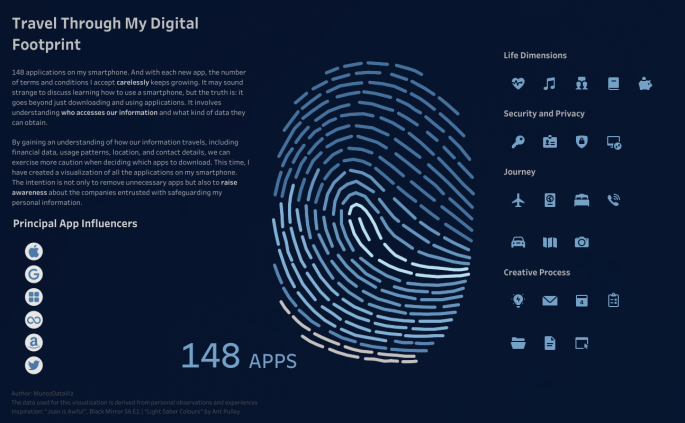 Travel Through My Digital
Footprint
148 applications on my smartphone. And with each new app, the number
of terms and conditions I accept carelessly keeps growing. It may sound
strange to discuss learning how to use a smartphone, but the truth is: it
goes beyond just downloading and using applications. It involves
understanding who accesses our information and what kind of data they
can obtain.
By gaining an understanding of how our information travels, including
financial data, usage patterns, location, and contact details, we can
exercise more caution when deciding which apps to download. This time, I
have created a visualization of all the applications on my smartphone.
The intention is not only to remove unnecessary apps but also to raise
awareness about the companies entrusted with safeguarding my
personal information.
Principal App Influencers
148 APPS
Life Dimensions
Security and Privacy
Journey
Creative Process
Author: MunozDataViz
The data used for this visualization is derived from personal observations and experiences
Inspiration: "Joan is Awful", Black Mirror S6 E1 | "Light Saber Colours" by Ant Pulley